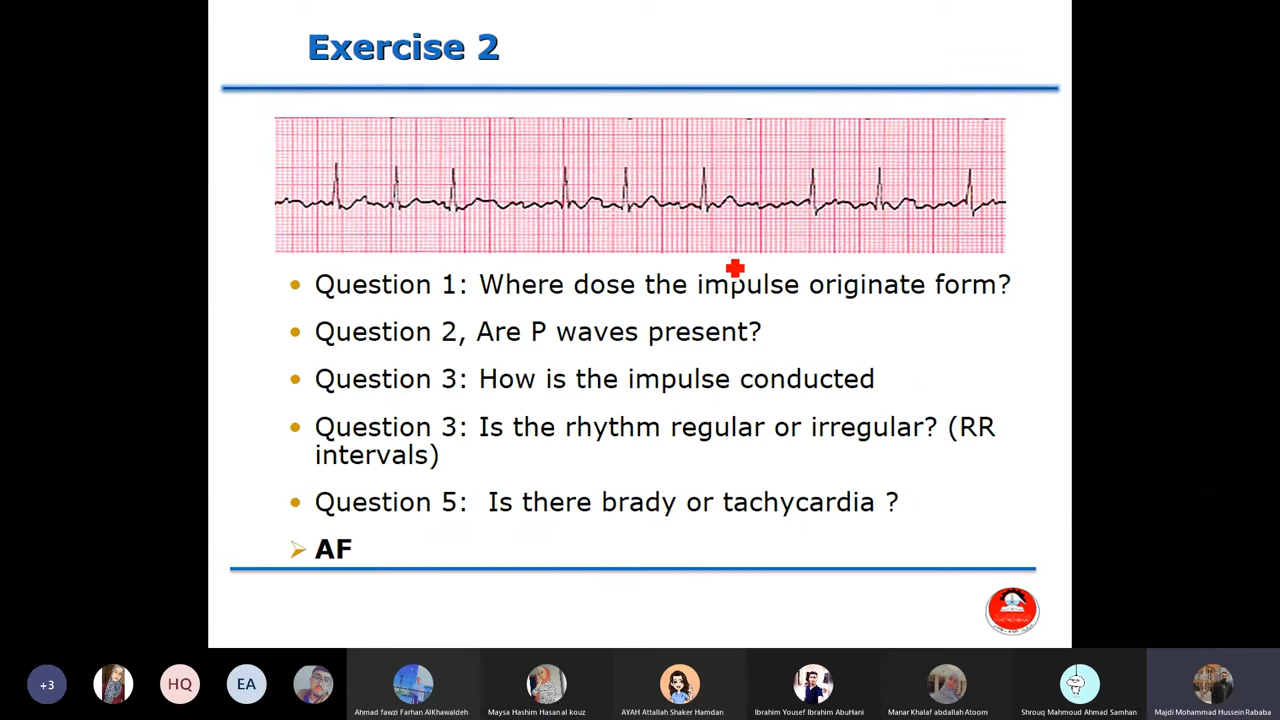 Exercise 2
Question 1: Where dose the impulse originate form?
Question 2, Are P waves present?
Question 3: How is the impulse conducted
Question 3: Is the rhythm regular or irregular? (RR
intervals)
Question 5: Is there brady or tachycardia ?
AF
+3
HQ
EA
Ahmad fawzi Farhan AlKhawaldeh
Maysa Hashim Hasan al kouz
AYAH Attallah Shaker Hamdan
Ibrahim Yousef Ibrahim AbuHani
Manar Khalaf abdallah Atoom
Shrouq Mahmoud Ahmad Samhan
Majdi Mohammad Hussein Rababa